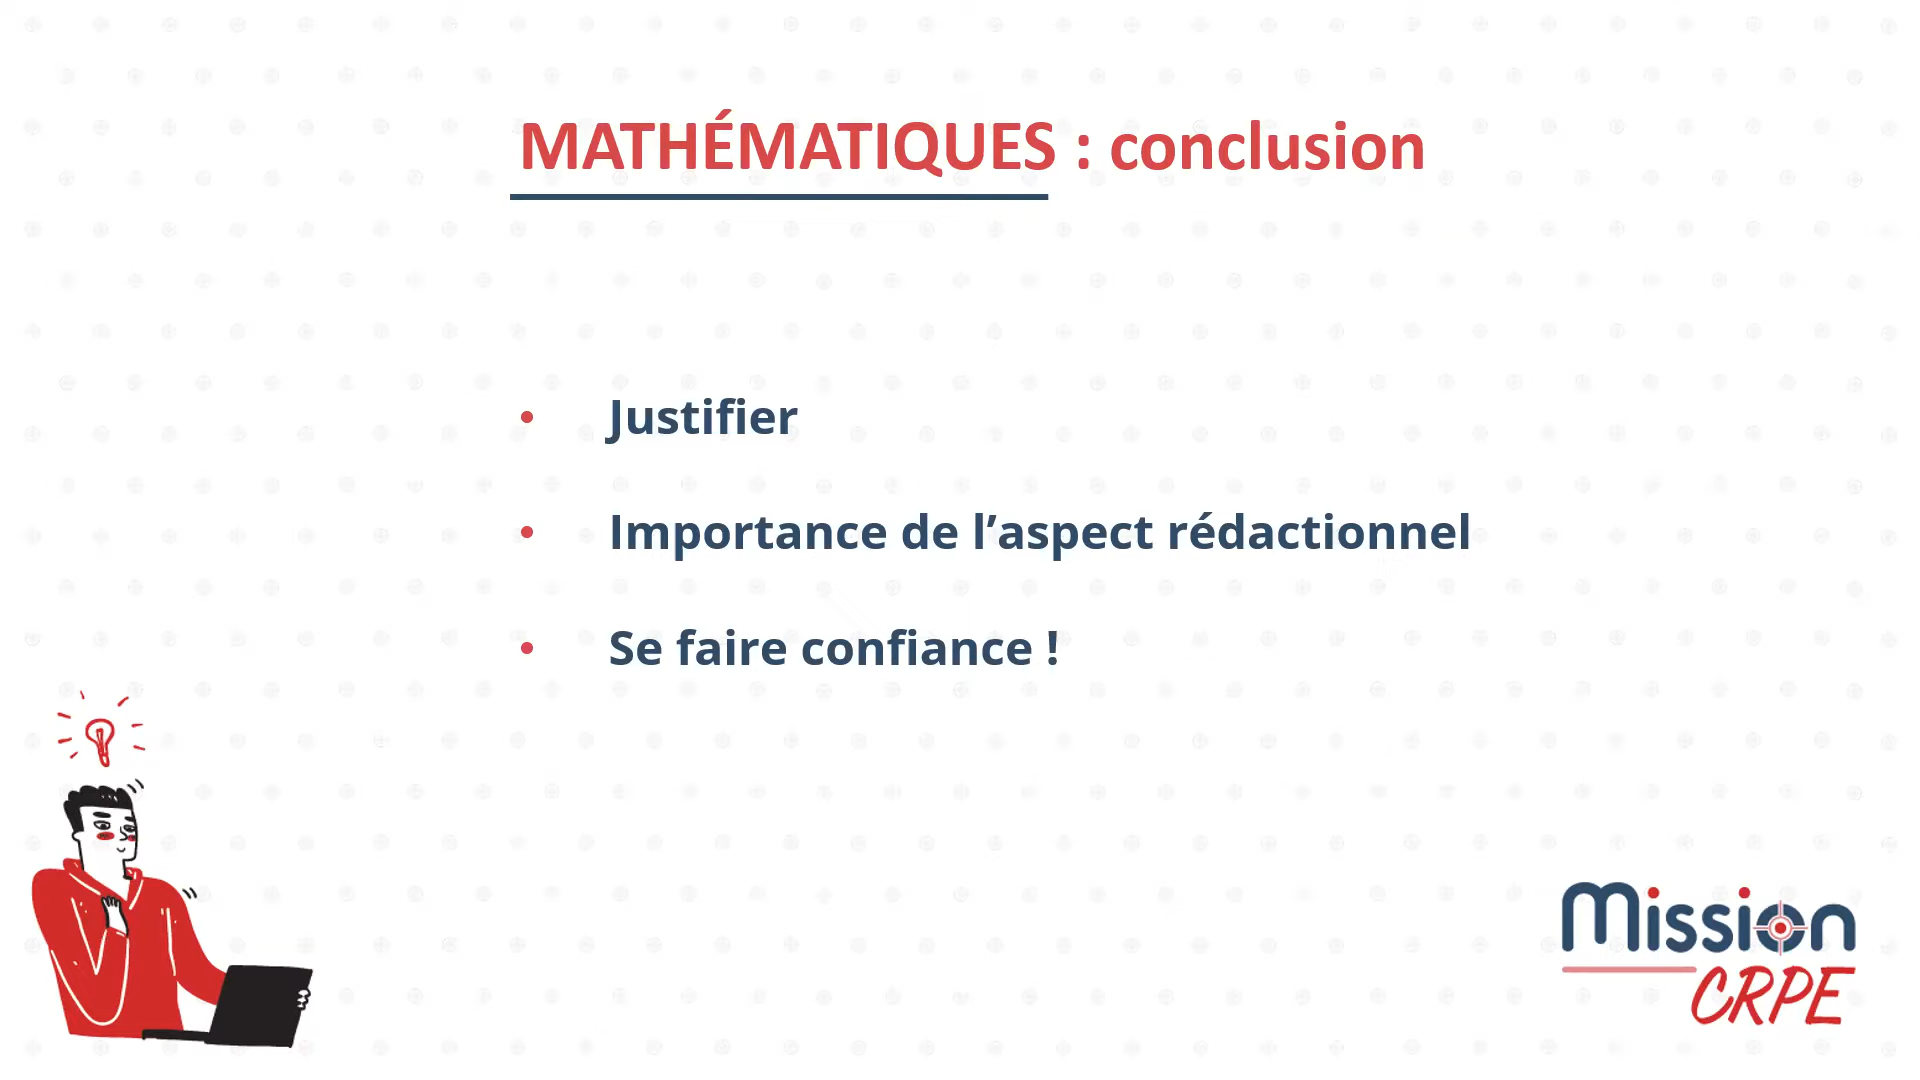 MATHÉMATIQUES : conclusion
• Justifier
• Importance de l’aspect rédactionnel
• Se faire confiance !
Mission
CRPE